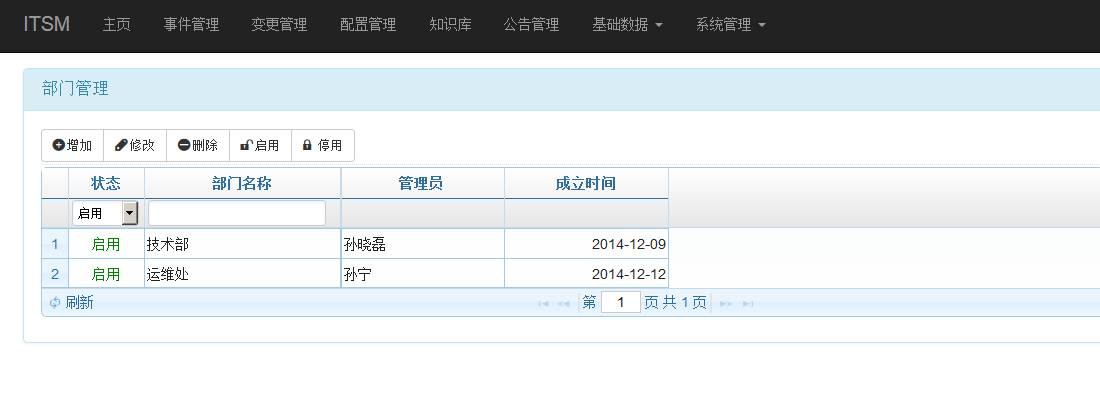 ITSM 主页 事件管理 变更管理 配置管理 知识库 公告管理 基础数据 系统管理
部门管理
增加 修改 删除 启用 停用
状态 部门名称 管理员 成立时间
启用
1 启用 技术部 孙晓磊 2014-12-09
2 启用 运维处 孙宁 2014-12-12
刷新 第 1 页 共 1 页